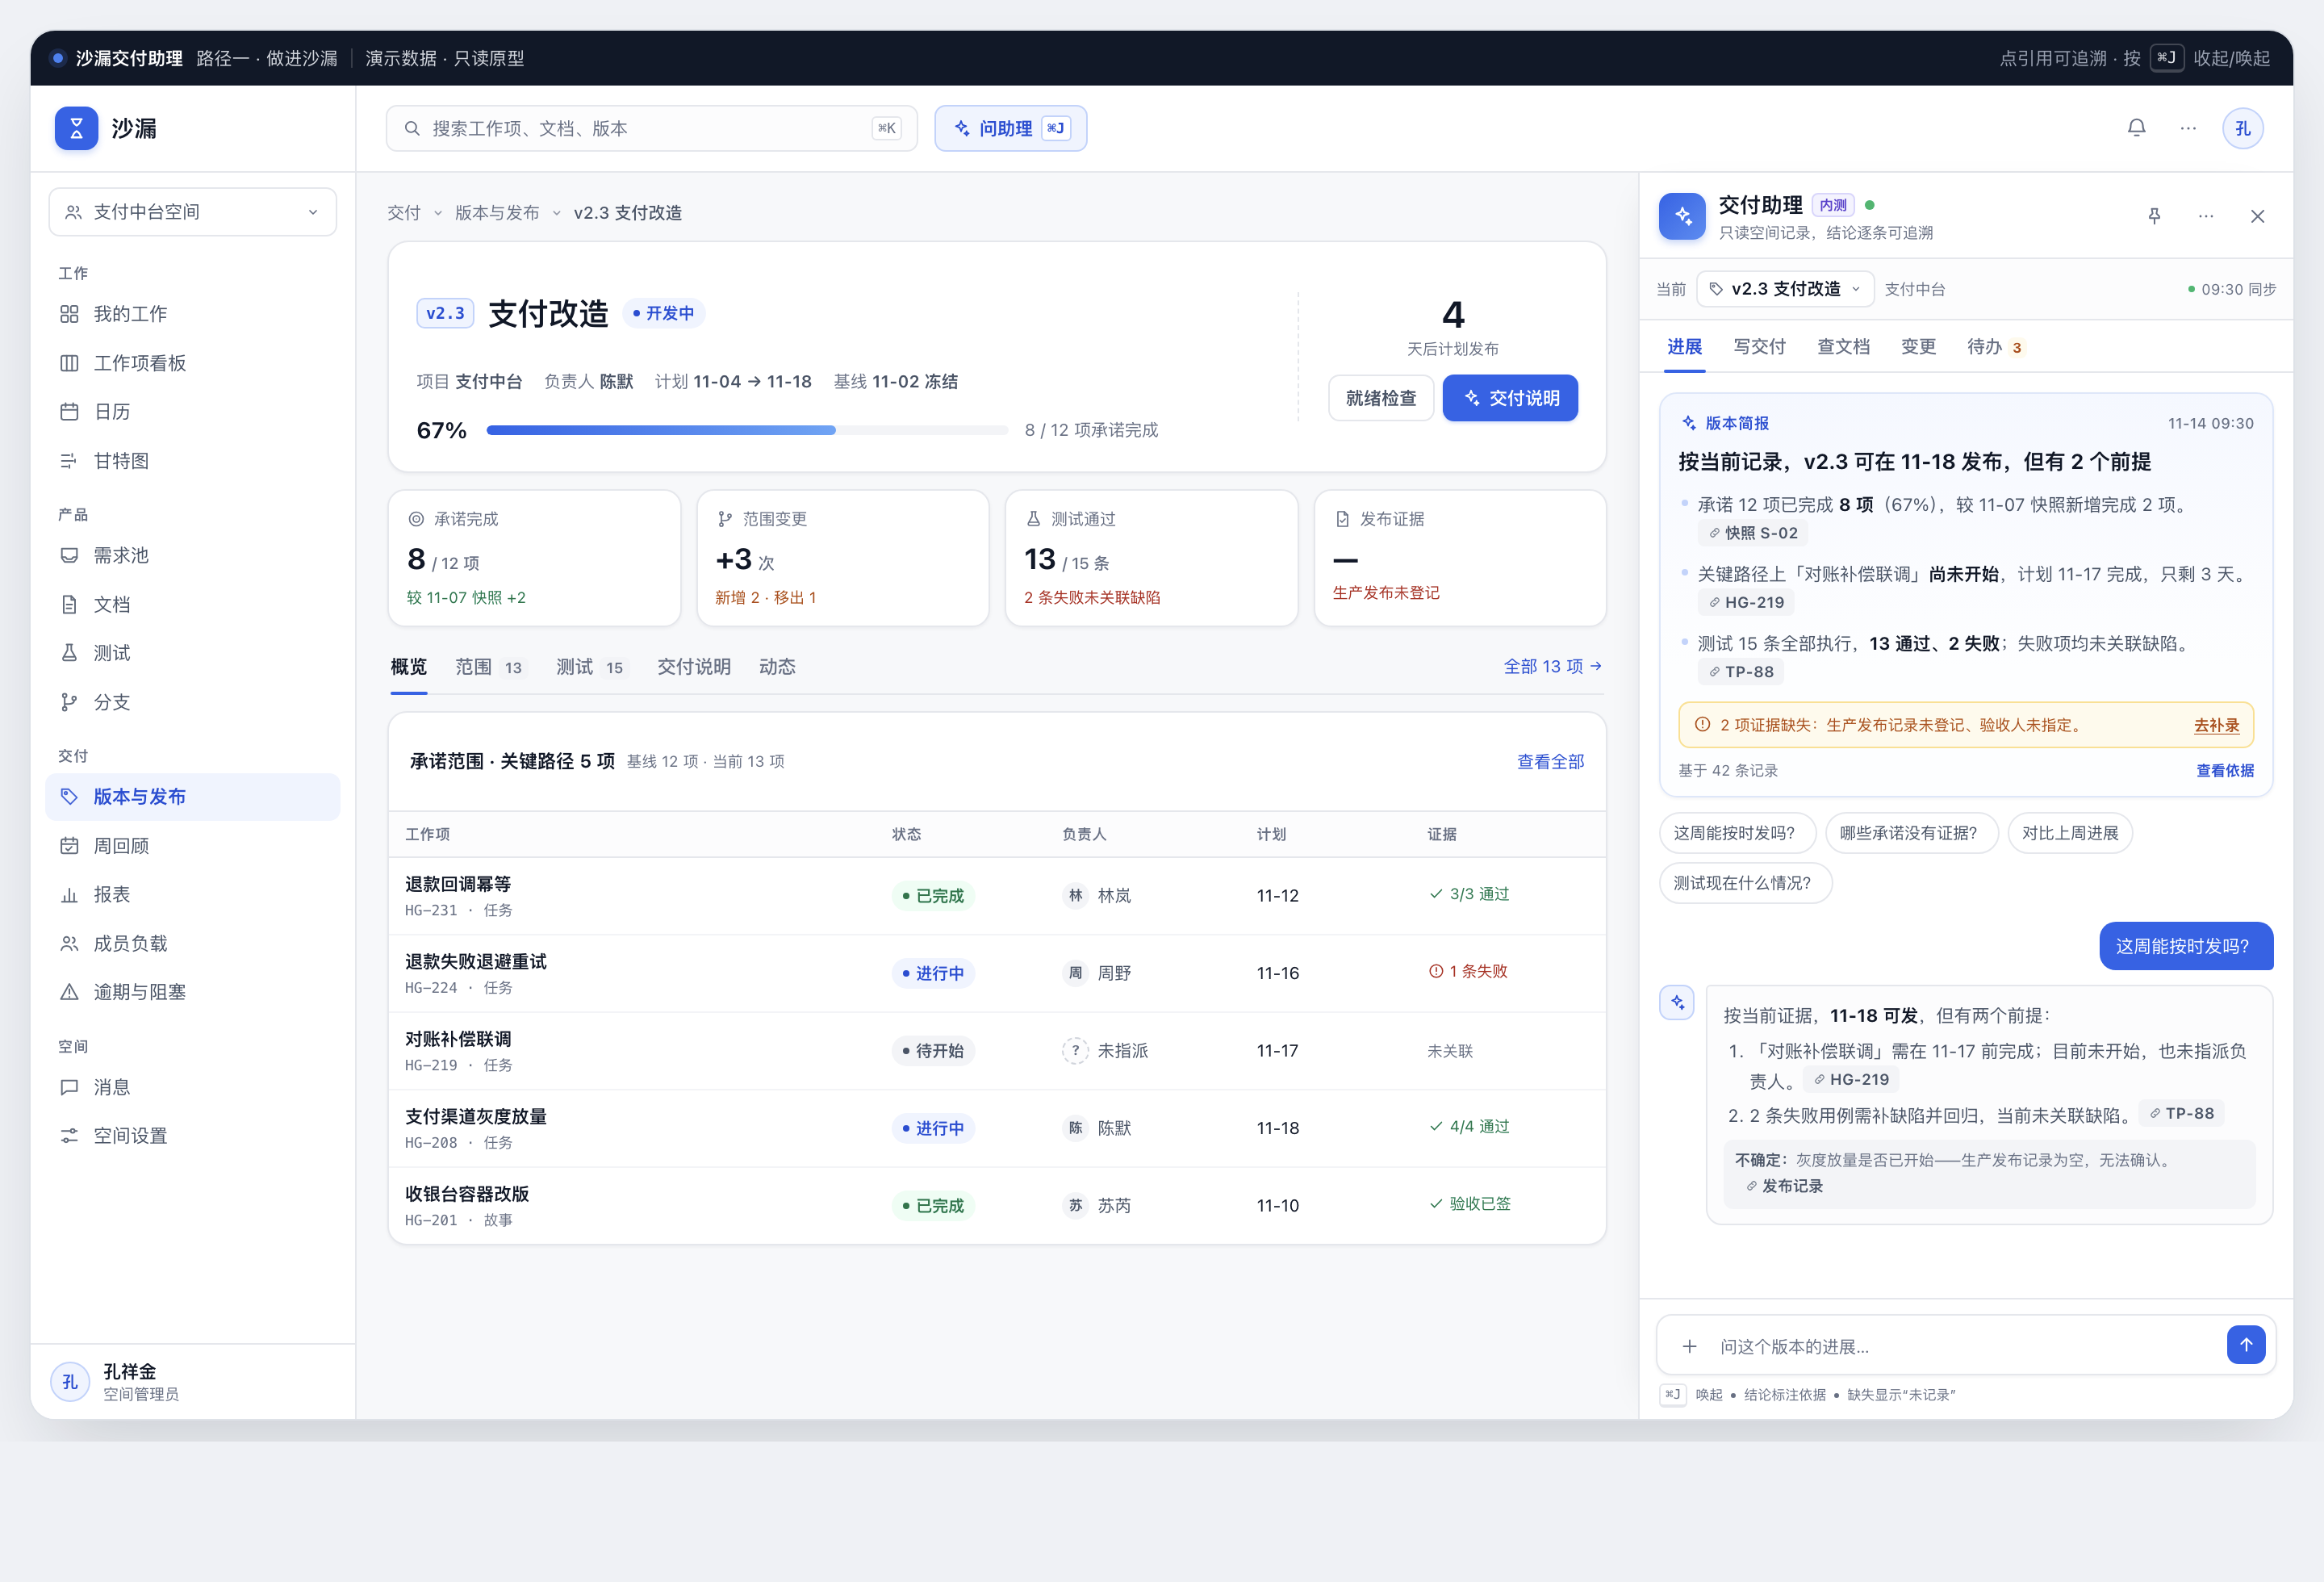 沙漏交付助理 路径一 · 做进沙漏 演示数据 · 只读原型
点引用可追溯 · 按 ⌘J 收起/唤起
沙漏
搜索工作项、文档、版本 ⌘K
问助理 ⌘J
孔
支付中台空间
工作
我的工作
工作项看板
日历
甘特图
产品
需求池
文档
测试
分支
交付
版本与发布
周回顾
报表
成员负载
逾期与阻塞
空间
消息
空间设置
孔 孔祥金
空间管理员
交付 版本与发布 v2.3 支付改造
v2.3 支付改造 开发中
项目 支付中台 负责人 陈默 计划 11-04 → 11-18 基线 11-02 冻结
67% 8 / 12 项承诺完成
4
天后计划发布
就绪检查 交付说明
承诺完成
8 / 12 项
较 11-07 快照 +2
范围变更
+3 次
新增 2 · 移出 1
测试通过
13 / 15 条
2 条失败未关联缺陷
发布证据
—
生产发布未登记
概览 范围 13 测试 15 交付说明 动态 全部 13 项 →
承诺范围 · 关键路径 5 项 基线 12 项 · 当前 13 项 查看全部
工作项 状态 负责人 计划 证据
退款回调幂等
HG-231 · 任务
已完成 林 林岚 11-12 3/3 通过
退款失败退避重试
HG-224 · 任务
进行中 周 周野 11-16 1 条失败
对账补偿联调
HG-219 · 任务
待开始 ? 未指派 11-17 未关联
支付渠道灰度放量
HG-208 · 任务
进行中 陈 陈默 11-18 4/4 通过
收银台容器改版
HG-201 · 故事
已完成 苏 苏芮 11-10 验收已签
交付助理 内测
只读空间记录，结论逐条可追溯
当前 v2.3 支付改造 支付中台 09:30 同步
进展 写交付 查文档 变更 待办 3
版本简报 11-14 09:30
按当前记录，v2.3 可在 11-18 发布，但有 2 个前提
承诺 12 项已完成 8 项（67%），较 11-07 快照新增完成 2 项。
快照 S-02
关键路径上「对账补偿联调」尚未开始，计划 11-17 完成，只剩 3 天。
HG-219
测试 15 条全部执行，13 通过、2 失败；失败项均未关联缺陷。
TP-88
2 项证据缺失：生产发布记录未登记、验收人未指定。 去补录
基于 42 条记录 查看依据
这周能按时发吗？ 哪些承诺没有证据？ 对比上周进展
测试现在什么情况？
这周能按时发吗？
按当前证据，11-18 可发，但有两个前提：
1. 「对账补偿联调」需在 11-17 前完成；目前未开始，也未指派负
责人。 HG-219
2. 2 条失败用例需补缺陷并回归，当前未关联缺陷。 TP-88
不确定：灰度放量是否已开始——生产发布记录为空，无法确认。
发布记录
问这个版本的进展…
⌘J 唤起 • 结论标注依据 • 缺失显示“未记录”